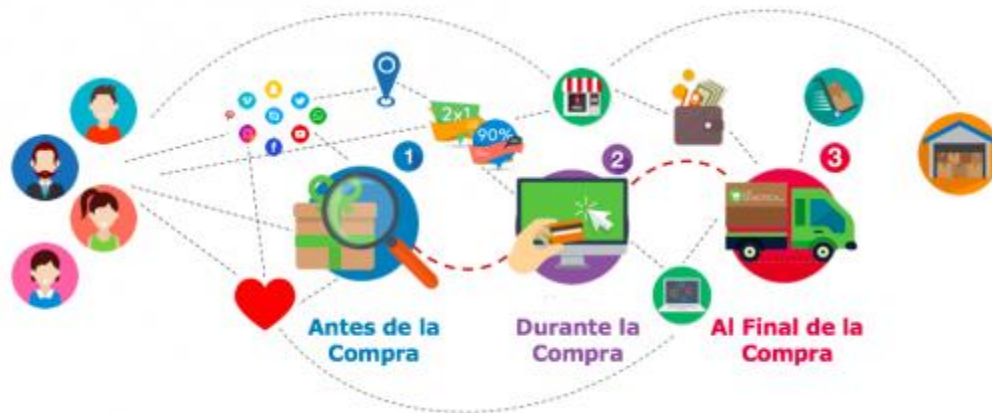 2x1
90%
1
2
3
Antes de la
Compra
Durante la
Compra
Al Final de la
Compra